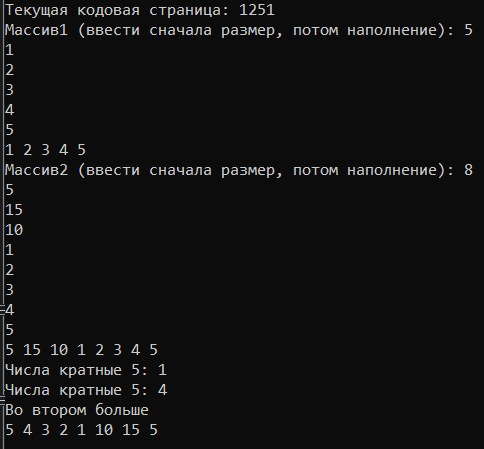 Текущая кодовая страница: 1251
Массив1 (ввести сначала размер, потом наполнение): 5
1
2
3
4
5
1 2 3 4 5
Массив2 (ввести сначала размер, потом наполнение): 8
5
15
10
1
2
3
4
5
5 15 10 1 2 3 4 5
Числа кратные 5: 1
Числа кратные 5: 4
Во втором больше
5 4 3 2 1 10 15 5